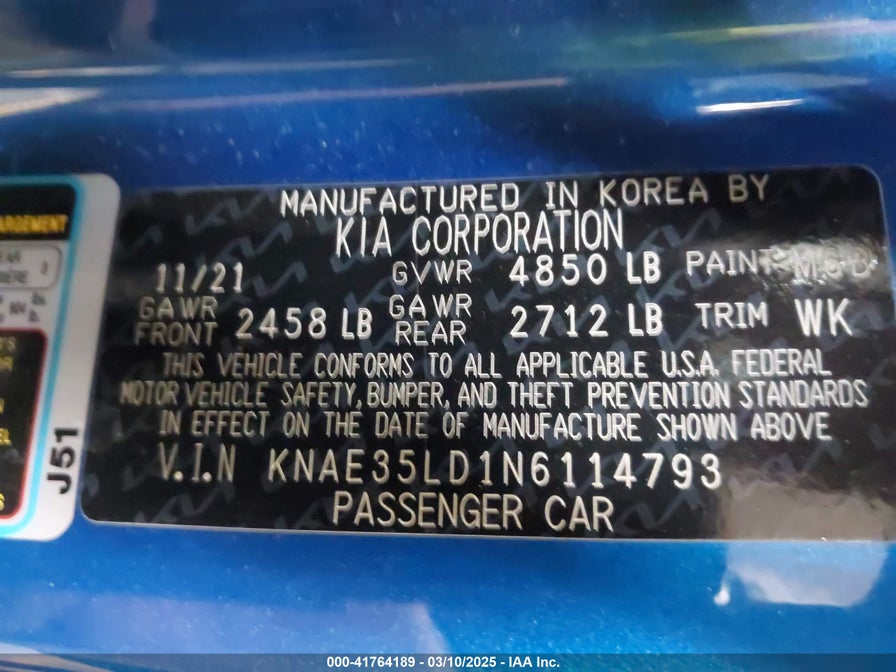 MANUFACTURED IN KOREA BY
KIA CORPORATION
11/21 GVWR 4850 LB PAINT
GAWR FRONT 2458 LB GAWR REAR 2712 LB TRIM WK
THIS VEHICLE CONFORMS TO ALL APPLICABLE U.S.A. FEDERAL
MOTOR VEHICLE SAFETY, BUMPER, AND THEFT PREVENTION STANDARDS
IN EFFECT ON THE DATE OF MANUFACTURE SHOWN ABOVE
V.I.N KNAE35LD1N6114793
PASSENGER CAR
J51
000-41764189 - 03/10/2025 - IAA Inc.